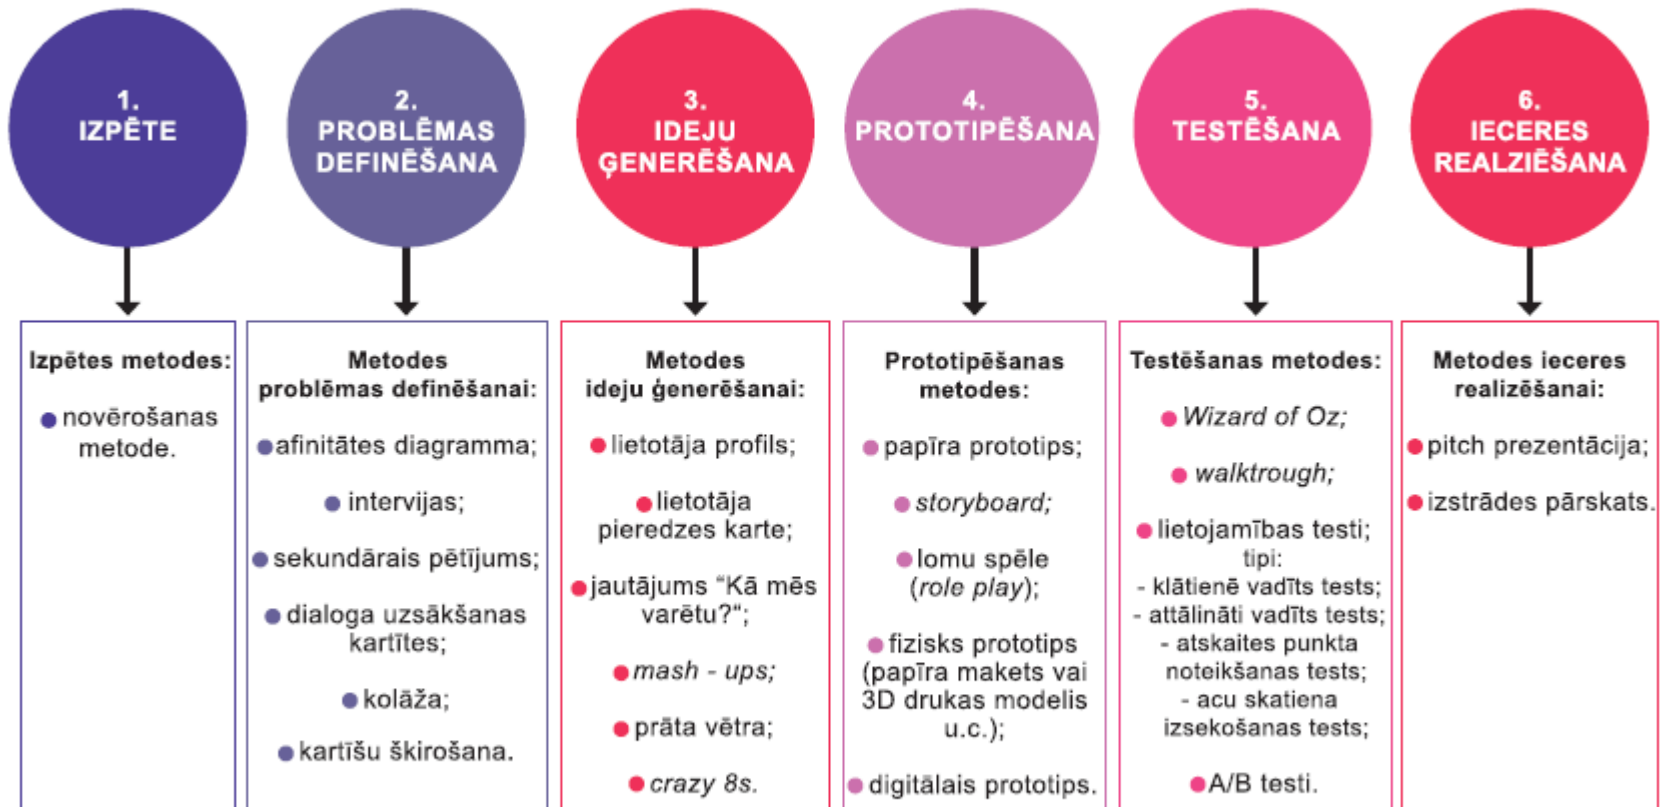 1.
IZPĒTE
2.
PROBLĒMAS
DEFINĒŠANA
3.
IDEJU
ĢENERĒŠANA
4.
PROTOTIPĒŠANA
5.
TESTĒŠANA
6.
IECERES
REALZIĒŠANA
Izpētes metodes:
novērošanas
metode.
Metodes
problēmas definēšanai:
afinitātes diagramma;
intervijas;
sekundārais pētījums;
dialoga uzsākšanas
kartītes;
kolāža;
kartīšu škirošana.
Metodes
ideju ģenerēšanai:
lietotāja profils;
lietotāja
pieredzes karte;
jautājums “Kā mēs
varētu?“;
mash - ups;
prāta vētra;
crazy 8s.
Prototipēšanas
metodes:
papīra prototips;
storyboard;
lomu spēle
(role play);
fizisks prototips
(papīra makets vai
3D drukas modelis
u.c.);
digitālais prototips.
Testēšanas metodes:
Wizard of Oz;
walktrough;
lietojamības testi;
tipi:
- klātienē vadīts tests;
- attālināti vadīts tests;
- atskaites punkta
noteikšanas tests;
- acu skatiena
izsekošanas tests;
A/B testi.
Metodes ieceres
realizēšanai:
pitch prezentācija;
izstrādes pārskats.